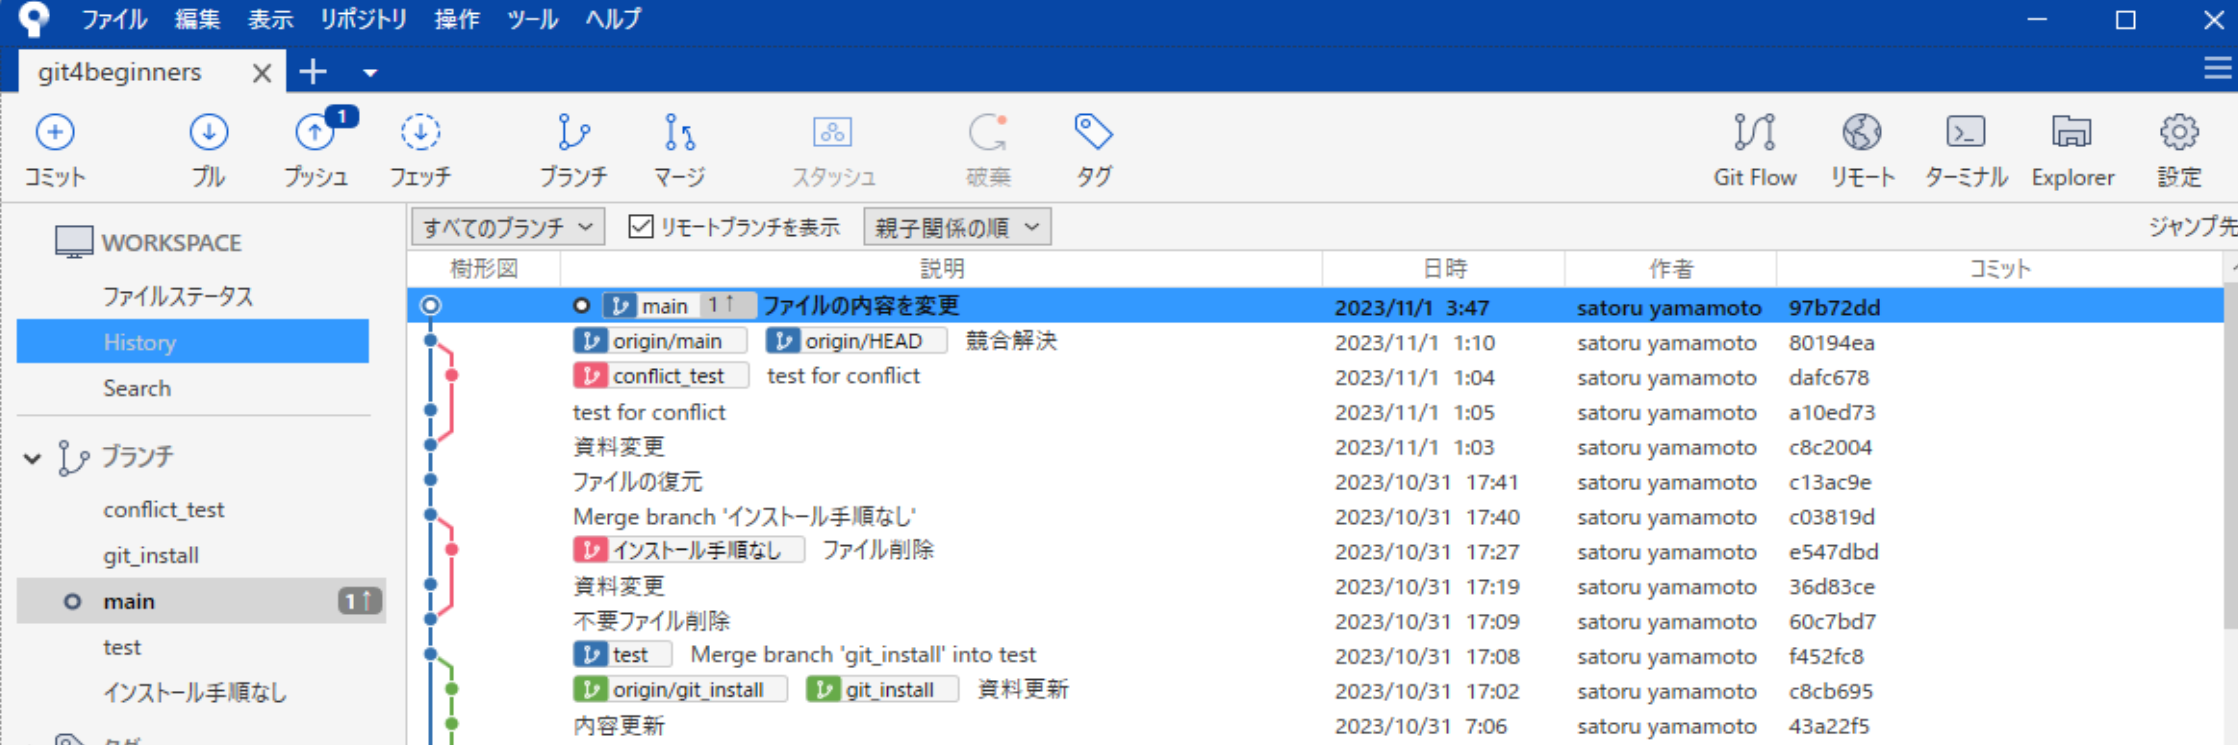 ファイル 編集 表示 リポジトリ 操作 ツール ヘルプ
git4beginners
1
コミット プル プッシュ フェッチ ブランチ マージ スタッシュ 破棄 タグ Git Flow リモート ターミナル Explorer 設定
WORKSPACE
ファイルステータス
History
Search
ブランチ
conflict_test
git_install
main 1↑
test
インストール手順なし
タグ
すべてのブランチ リモートブランチを表示 親子関係の順 ジャンプ先
樹形図 説明 日時 作者 コミット
main 1↑ ファイルの内容を変更 2023/11/1 3:47 satoru yamamoto 97b72dd
origin/main origin/HEAD 競合解決 2023/11/1 1:10 satoru yamamoto 80194ea
conflict_test test for conflict 2023/11/1 1:04 satoru yamamoto dafc678
test for conflict 2023/11/1 1:05 satoru yamamoto a10ed73
資料変更 2023/11/1 1:03 satoru yamamoto c8c2004
ファイルの復元 2023/10/31 17:41 satoru yamamoto c13ac9e
Merge branch 'インストール手順なし' 2023/10/31 17:40 satoru yamamoto c03819d
インストール手順なし ファイル削除 2023/10/31 17:27 satoru yamamoto e547dbd
資料変更 2023/10/31 17:19 satoru yamamoto 36d83ce
不要ファイル削除 2023/10/31 17:09 satoru yamamoto 60c7bd7
test Merge branch 'git_install' into test 2023/10/31 17:08 satoru yamamoto f452fc8
origin/git_install git_install 資料更新 2023/10/31 17:02 satoru yamamoto c8cb695
内容更新 2023/10/31 7:06 satoru yamamoto 43a22f5